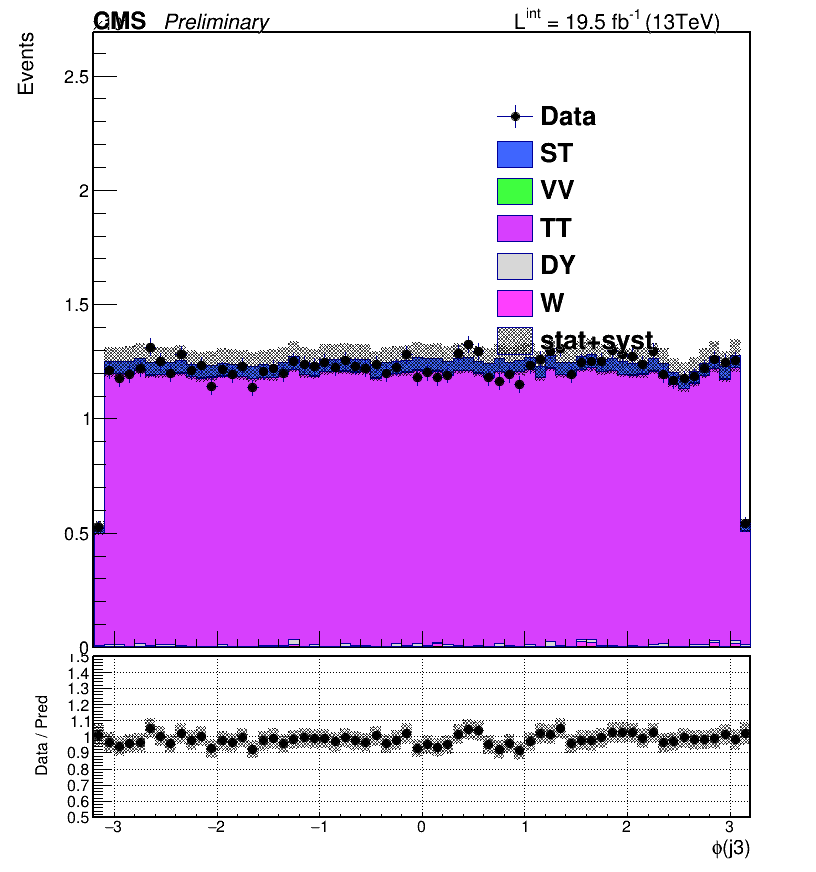 CMS Preliminary L^int = 19.5 fb^-1 (13TeV)
Events
2.5
2
1.5
1
0.5
0
Data
ST
VV
TT
DY
W
stat+syst
Data / Pred
1.5
1.4
1.3
1.2
1.1
1
0.9
0.8
0.7
0.6
0.5
−3 −2 −1 0 1 2 3
ϕ(j3)